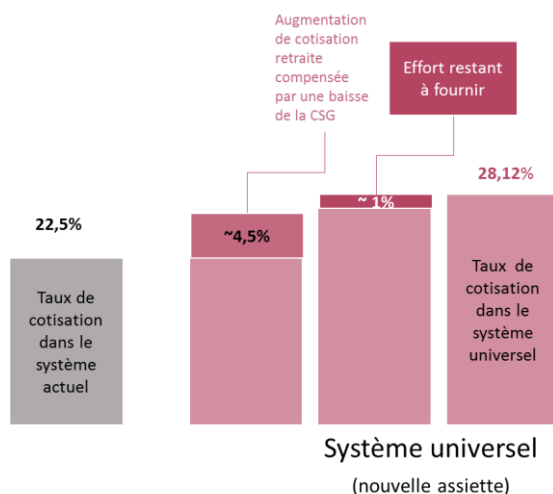 Augmentation
de cotisation
retraite
compensée
par une baisse
de la CSG
Effort restant
à fournir
22,5%
~4,5%
~ 1%
28,12%
Taux de
cotisation
dans le
système
actuel
Taux de
cotisation
dans le
système
universel
Système universel
(nouvelle assiette)